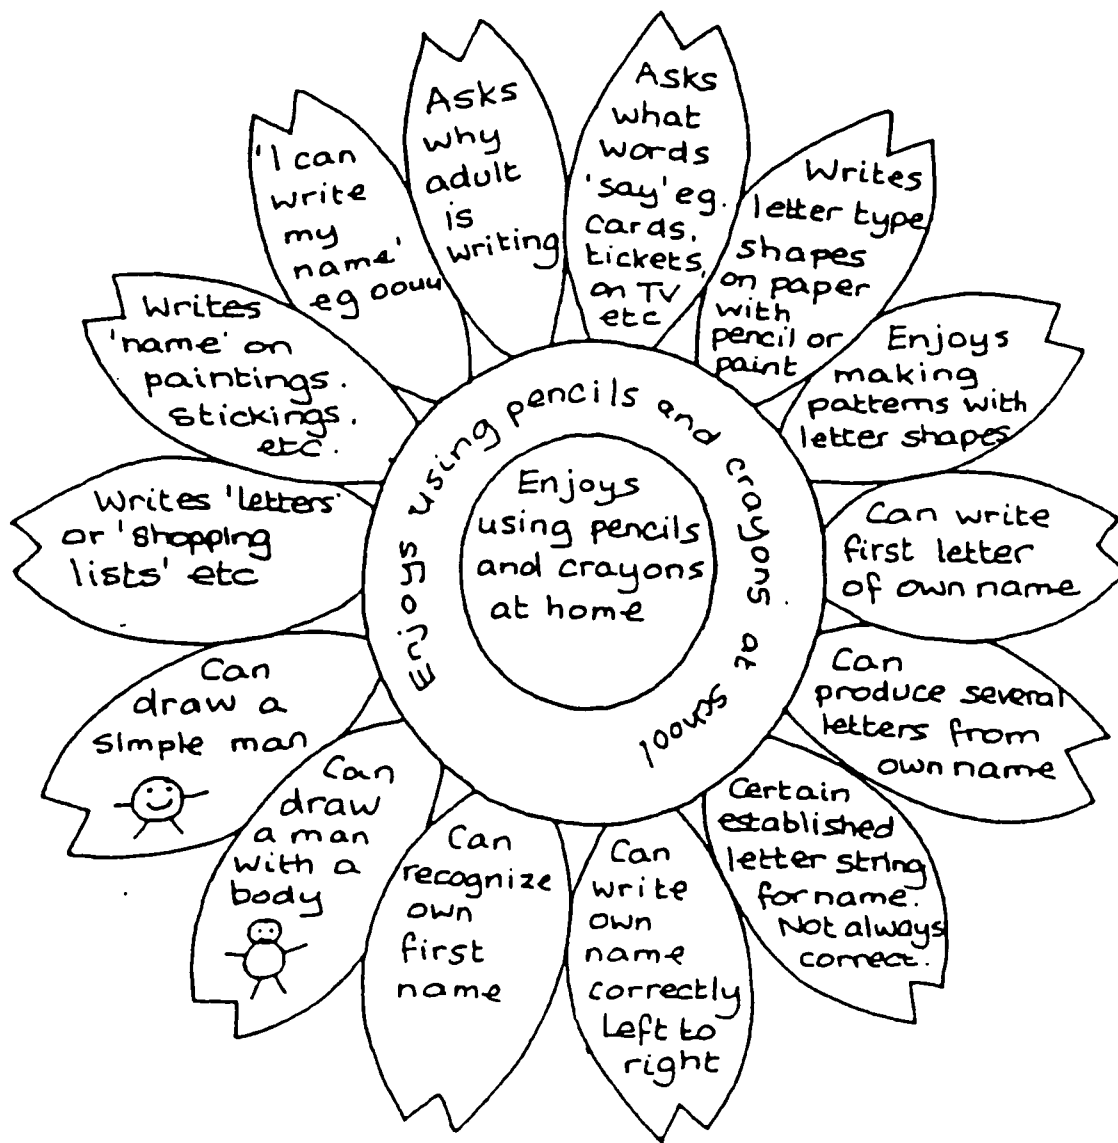 Enjoys
using pencils
and crayons
at home
Enjoys using pencils and crayons at school
Asks
why
adult
is
writing
Asks
what
words
'say' eg.
cards,
tickets,
on TV
etc
Writes
letter type
shapes
on paper
with
pencil or
paint
Enjoys
making
patterns with
letter shapes
Can write
first letter
of own name
Can
produce several
letters from
own name
Certain
established
letter string
for name.
Not always
correct.
Can
write
own
name
correctly
left to
right
Can
recognize
own
first
name
Can
draw
a man
with a
body
Can
draw a
simple man
Writes 'letters'
or 'shopping
lists' etc
Writes
'name' on
paintings.
stickings.
etc.
'I can
write
my
name'
eg oouu